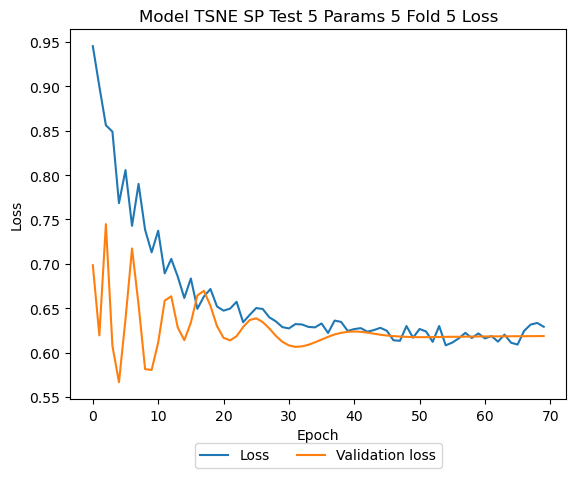 Model TSNE SP Test 5 Params 5 Fold 5 Loss
Loss
0.95
0.90
0.85
0.80
0.75
0.70
0.65
0.60
0.55
0 10 20 30 40 50 60 70
Epoch
Loss Validation loss